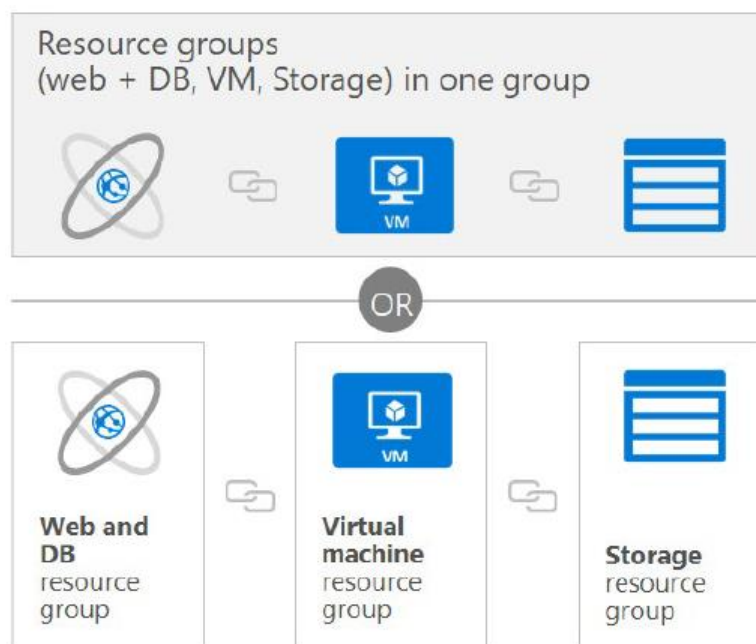 Resource groups
(web + DB, VM, Storage) in one group
VM
OR
VM
Web and
DB
resource
group
Virtual
machine
resource
group
Storage
resource
group